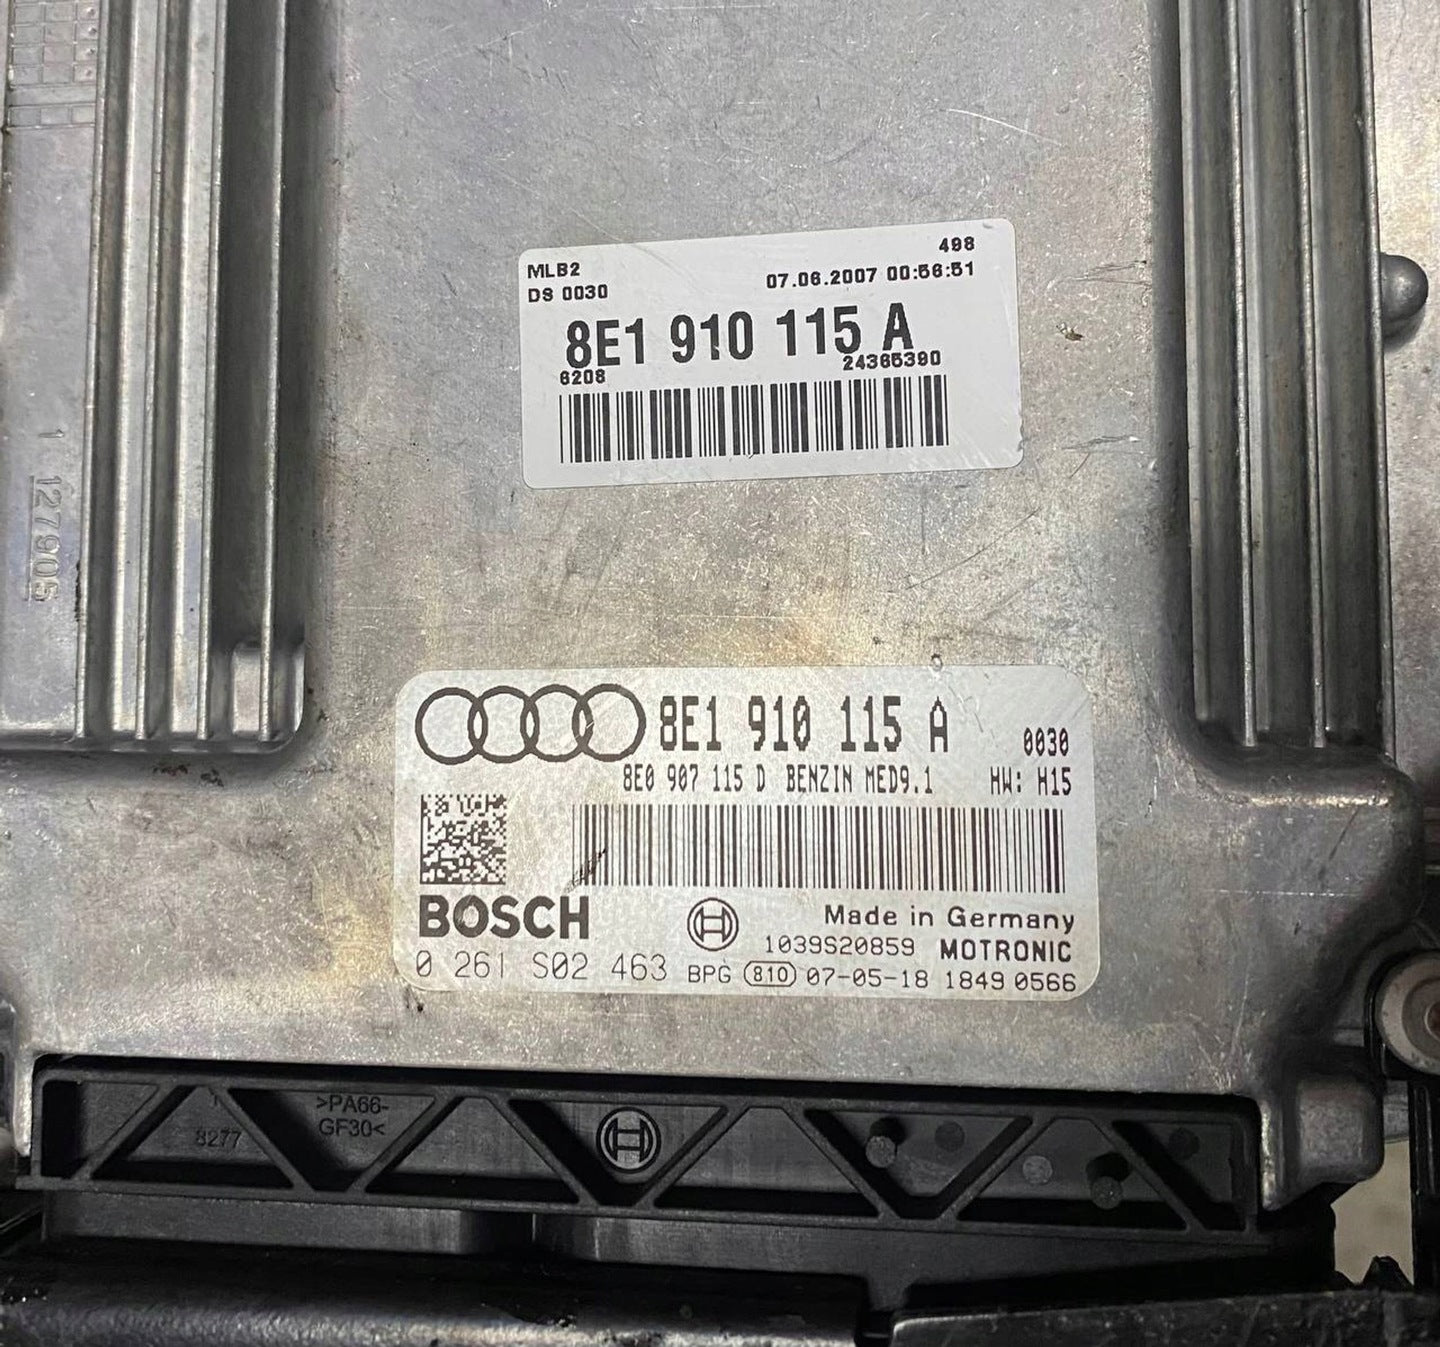 498
MLB2
07.06.2007 00:56:51
DS 0030
8E1 910 115 A
6208
24365390
1 127905
8E1 910 115 A
0030
8E0 907 115 D BENZIN MED9.1 HW: H15
BOSCH
Made in Germany
1039S20859 MOTRONIC
0 261 S02 463 BPG 810 07-05-18 1849 0566
>PA66-
GF30<
8277